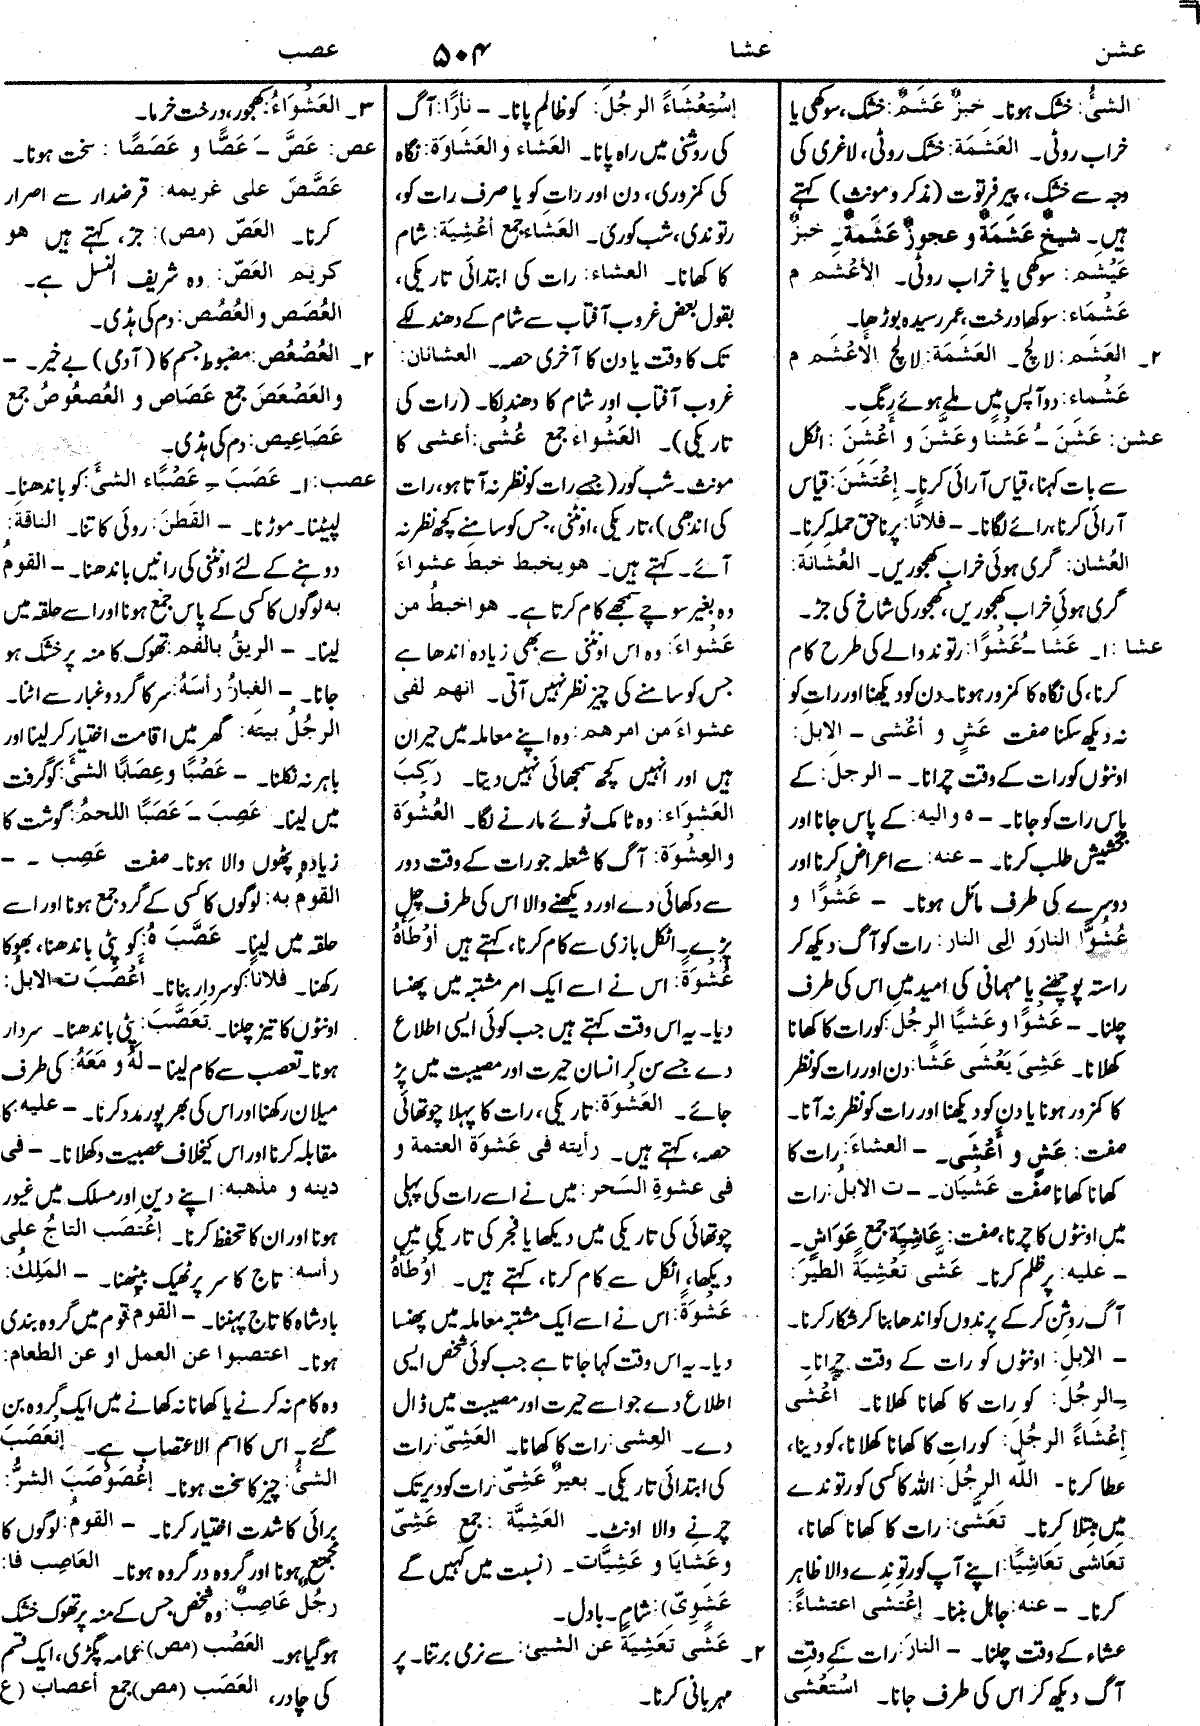 عشن
عشا
۵۰۴
عصب
الشئُ: خشک ہونا۔ خبزٌ عَشَمٌ: خشک، سوکھی یا
خراب روٹی۔ العَشَمَة: خشک روٹی، لاغری کی
وجہ سے خشک، پیر فرتوت (مذکر و مونث) کہتے
ہیں۔ شیخٌ عَشَمَةٌ و عجوزٌ عَشَمَةٌ۔ خبزٌ
عَيْشم: سوکھی یا خراب روٹی۔ الأعْشم م
عَشْمَاء: سوکھا درخت، عمر رسیدہ بوڑھا۔
۲۔ العَشَم: لالچ۔ العَشَمَة: لالچ الأعْشم م
عَشْماء: دو آپس میں ملے ہوئے رنگ۔
عشن: عَشَنَ ـُ عَشْنًا و عَشَّنَ و أَعْشَنَ: اٹکل
سے بات کہنا، قیاس آرائی کرنا۔ إعْتَشَنَ: قیاس
آرائی کرنا، رائے لگانا۔ – فلانًا: پر ناحق حملہ کرنا۔
العُشان: گری ہوئی خراب کھجوریں۔ العُشانَة:
گری ہوئی خراب کھجوریں، کھجور کی شاخ کی جڑ۔
عشا: ۱۔ عَشَا ـُ عَشْوًا: رتوند والے کی طرح کام
کرنا، کی نگاہ کا کمزور ہونا۔ دن کو دیکھنا اور رات کو
نہ دیکھ سکنا صفت عَشٍ و أعْشی – الإبلَ:
اونٹوں کو رات کے وقت چرانا۔ – الرجلَ: کے
پاس رات کو جانا۔ – ہ و الیہ: کے پاس جانا اور
بخشش طلب کرنا۔ – عنہ: سے اعراض کرنا اور
دوسرے کی طرف مائل ہونا۔ – عَشْوًا و
عُشُوًّا النارَ و الی النار: رات کو آگ دیکھ کر
راستہ پوچھنے یا مہمانی کی امید میں اس کی طرف
چلنا۔ – عَشْوًا و عَشْیًا الرجُلَ: کو رات کا کھانا
کھلانا۔ عَشِیَ یَعْشَی عَشًا: دن اور رات کو نظر
کا کمزور ہونا یا دن کو دیکھنا اور رات کو نظر نہ آنا۔
صفت: عَشٍ و أَعْشَی۔ – العشاءَ: رات کا
کھانا کھانا صفت عَشْیَان۔ – ت الابلُ: رات
میں اونٹوں کا چرنا، صفت: عَاشِیَة جمع عَوَاشٍ۔
– علیہ: پر ظلم کرنا۔ عَشَّی تَعْشِیَةً الطیرَ:
آگ روشن کر کے پرندوں کو اندھا بنا کر شکار کرنا۔
– الابلَ: اونٹوں کو رات کے وقت چرانا۔
– الرجُلَ: کو رات کا کھانا کھلانا۔ أَعْشَی
إعْشَاءً الرجُلَ: کو رات کا کھانا کھلانا، کو دینا،
عطا کرنا۔ اللّٰه الرجُلَ: اللہ کا کسی کو رتوندے
میں مبتلا کرنا۔ تَعَشَّی: رات کا کھانا کھانا،
تَعَاشَی تَعَاشِیًا: اپنے آپ کو رتوندے والا ظاہر
کرنا۔ – عنہ: جاہل بننا۔ إعْتشی اعتشاءً:
عشاء کے وقت چلنا۔ – النارَ: رات کے وقت
آگ دیکھ کر اس کی طرف جانا۔ اسْتَعْشَی
إسْتِعْشَاءً الرجُلَ: کو ظالم پانا۔ – نارًا: آگ
کی روشنی میں راہ پانا۔ العَشاء و العَشاوَة: نگاہ
کی کمزوری، دن اور رات کو یا صرف رات کو،
رتوندی، شب کوری۔ العَشاء جمع أعْشِیَة: شام
کا کھانا۔ العشاء: رات کی ابتدائی تاریکی،
بقول بعض غروب آفتاب سے شام کے دھندلکے
تک کا وقت یا دن کا آخری حصہ۔ العشائان:
غروب آفتاب اور شام کا دھندلکا۔ (رات کی
تاریکی)۔ العَشْواء جمع عُشْی: أعشی کا
مونث۔ شب کور (جسے رات کو نظر نہ آتا ہو، رات
کی اندھی)، تاریکی، اونٹنی، جس کو سامنے کچھ نظر نہ
آئے۔ کہتے ہیں۔ ھو یخبط خبط عشواءَ
وہ بغیر سوچے سمجھے کام کرتا ہے۔ ھو اخبطُ من
عَشواءَ: وہ اس اونٹنی سے بھی زیادہ اندھا ہے
جس کو سامنے کی چیز نظر نہیں آتی۔ انھم لفی
عشواءَ من امرھم: وہ اپنے معاملہ میں حیران
ہیں اور انہیں کچھ سمجھائی نہیں دیتا۔ رَکِبَ
العَشْواء: وہ ٹامک ٹوئے مارنے لگا۔ العُشْوَة
و العِشْوَة: آگ کا شعلہ جو رات کے وقت دور
سے دکھائی دے اور دیکھنے والا اس کی طرف چل
پڑے۔ اٹکل بازی سے کام کرنا، کہتے ہیں أَوْطَأَهُ
عُشْوَةً: اس نے اسے ایک امر مشتبہ میں پھنسا
دیا۔ یہ اس وقت کہتے ہیں جب کوئی ایسی اطلاع
دے جسے سن کر انسان حیرت اور مصیبت میں پڑ
جائے۔ العَشْوَة: تاریکی، رات کا پہلا چوتھائی
حصہ، کہتے ہیں۔ رأیتہ فی عَشوَة العتمة و
فی عشوةِ السَحر: میں نے اسے رات کی پہلی
چوتھائی کی تاریکی میں دیکھا یا فجر کی تاریکی میں
دیکھا، اٹکل سے کام کرنا، کہتے ہیں۔ أَوْطَأَهُ
عَشْوَةً: اس نے اسے ایک مشتبہ معاملہ میں پھنسا
دیا۔ یہ اس وقت کہا جاتا ہے جب کوئی شخص ایسی
اطلاع دے جو اسے حیرت اور مصیبت میں ڈال
دے۔ العِشی: رات کا کھانا۔ العَشِیّ: رات
کی ابتدائی تاریکی۔ بعیرٌ عَشِیّ: رات کو دیر تک
چرنے والا اونٹ۔ العَشِیَّة: جمع عَشِیّ
و عَشَایا و عَشِیَّات۔ (نسبت میں کہیں گے
عَشَوِیّ): شام۔ بادل۔
۲۔ عَشَّی تَعْشِیَةً عن الشیئ: سے نرمی برتنا۔ پر
مہربانی کرنا۔
۳۔ العَشْوَاءُ: کھجور، درخت خرما۔
عص: عَصَّ ـَ عَصًّا و عَصَصًا: سخت ہونا۔
عَصَّصَ علی غریمہ: قرضدار سے اصرار
کرنا۔ العَصّ (مص): جڑ، کہتے ہیں ھو
کریم العَصّ: وہ شریف النسل ہے۔
العُصَص و العُصُص: دم کی ہڈی۔
۲۔ العُصْعُص: مضبوط جسم کا (آدمی) بے خیر۔ –
و العَصْعَص جمع عَصَاص و العُصعُوصُ جمع
عَصَاعِیص: دم کی ہڈی۔
عصب: ۱۔ عَصَبَ ـِ عَصْبًاء الشئَ: کو باندھنا۔
لپیٹنا۔ موڑنا۔ – القطنَ: روئی کاتنا۔ الناقةَ:
دوہنے کے لئے اونٹنی کی رانیں باندھنا۔ – القومُ
بہ لوگوں کا کسی کے پاس جمع ہونا اور اسے حلقہ میں
لینا۔ – الریقُ بالفم: تھوک کا منہ پر خشک ہو
جانا۔ – الغبارُ رأسَهُ: سر کا گرد و غبار سے اٹنا۔
الرجُلُ بیتہ: گھر میں اقامت اختیار کر لینا اور
باہر نہ نکلنا۔ – عَصْبًا و عِصَابًا الشئَ: کو گرفت
میں لینا۔ عَصِبَ ـَ عَصَبًا اللحمُ: گوشت کا
زیادہ پٹھوں والا ہونا۔ صفت عَصِب ـ –
القومُ بہ: لوگوں کا کسی کے گرد جمع ہونا اور اسے
حلقہ میں لینا۔ عَصَّبَ هُ: کو پٹی باندھنا، بھوکا
رکھنا۔ فلانًا: کو سردار بنانا۔ أَعْصَبَت الابلُ:
اونٹوں کا تیز چلنا۔ تعَصَّبَ: پٹی باندھنا۔ سردار
ہونا۔ تعصب سے کام لینا – لَهُ و مَعَهُ: کی طرف
میلان رکھنا اور اس کی بھرپور مدد کرنا۔ – علیہ: کا
مقابلہ کرنا اور اس کیخلاف عصبیت دکھلانا۔ – فی
دینہ و مذھبہ: اپنے دین اور مسلک میں غیور
ہونا اور ان کا تحفظ کرنا۔ إعْتَصَب التاجُ علی
رأسہ: تاج کا سر پر ٹھیک بیٹھنا۔ – المَلِكُ:
بادشاہ کا تاج پہننا۔ – القومُ قوم میں گروہ بندی
ہونا۔ اعتصبوا عن العمل او عن الطعام:
وہ کام نہ کرنے یا کھانا نہ کھانے میں ایک گروہ بن
گئے۔ اس کا اسم الاعتصاب ہے۔ إنْعَصَبَ
الشئُ: چیز کا سخت ہونا۔ إعْصَوْصَبَ الشرُّ:
برائی کا شدت اختیار کرنا۔ – القومُ: لوگوں کا
مجمع ہونا اور گروہ در گروہ ہونا۔ العَاصِب فا:
رجُلٌ عَاصِبٌ: وہ شخص جس کے منہ پر تھوک خشک
ہو گیا ہو۔ العَصْب (مص): عمامہ پگڑی، ایک قسم
کی چادر، العَصَب (مص) جمع أعصاب (ع